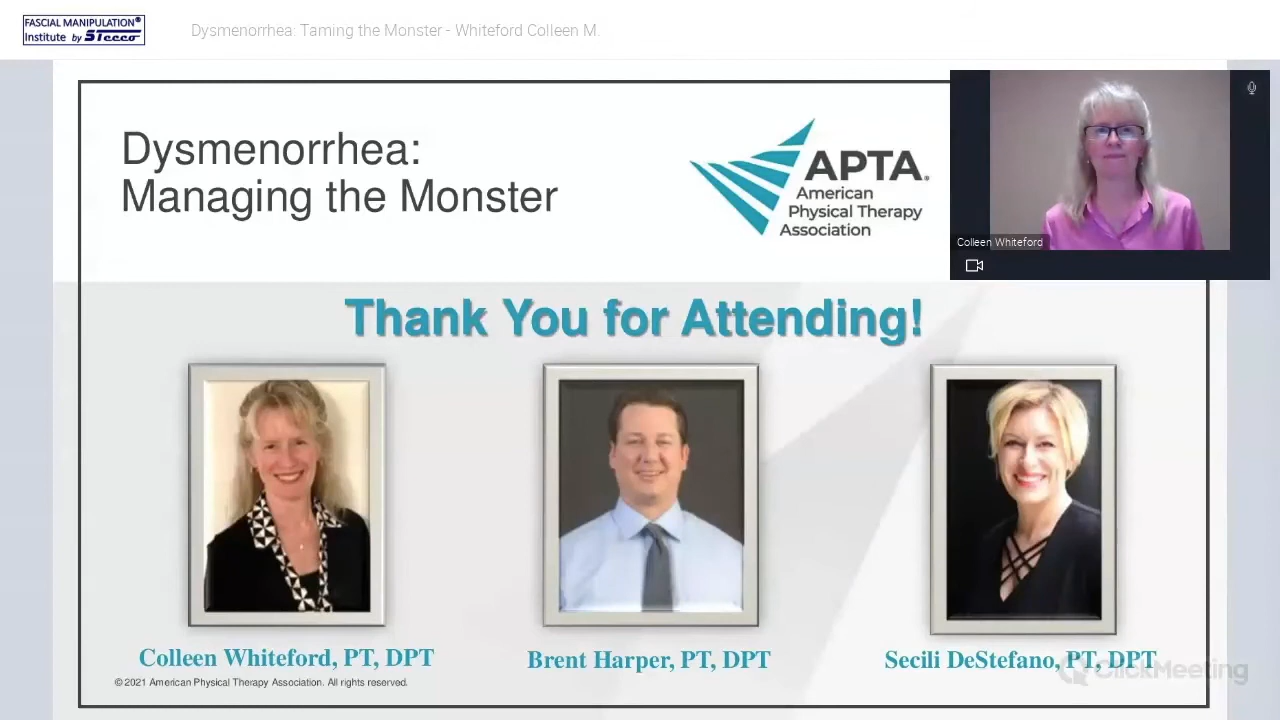 FASCIAL MANIPULATION®
Institute by Stecco
Dysmenorrhea: Taming the Monster - Whiteford Colleen M.
Dysmenorrhea:
Managing the Monster
APTA®
American
Physical Therapy
Association
Colleen Whiteford
Thank You for Attending!
Colleen Whiteford, PT, DPT
Brent Harper, PT, DPT
Secili DeStefano, PT, DPT
© 2021 American Physical Therapy Association. All rights reserved.
ClickMeeting